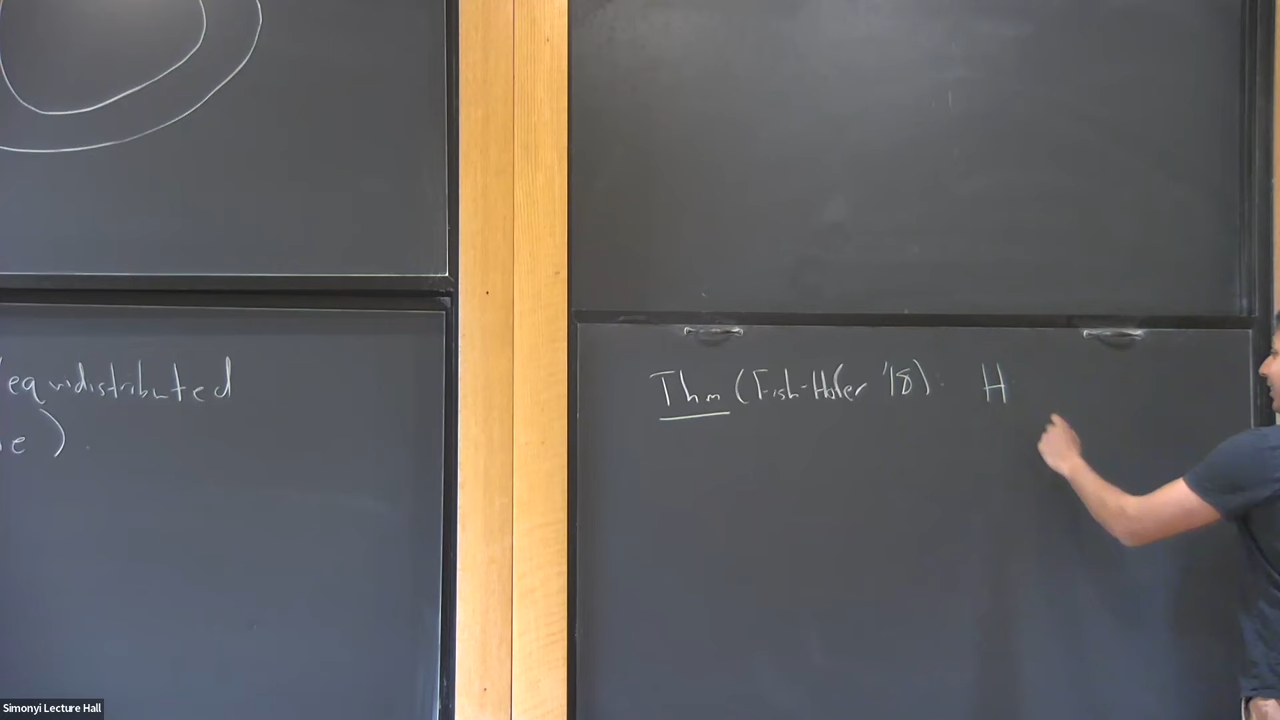 equidistributed
e).
Thm (Fish-Hofer '18): H
Simonyi Lecture Hall